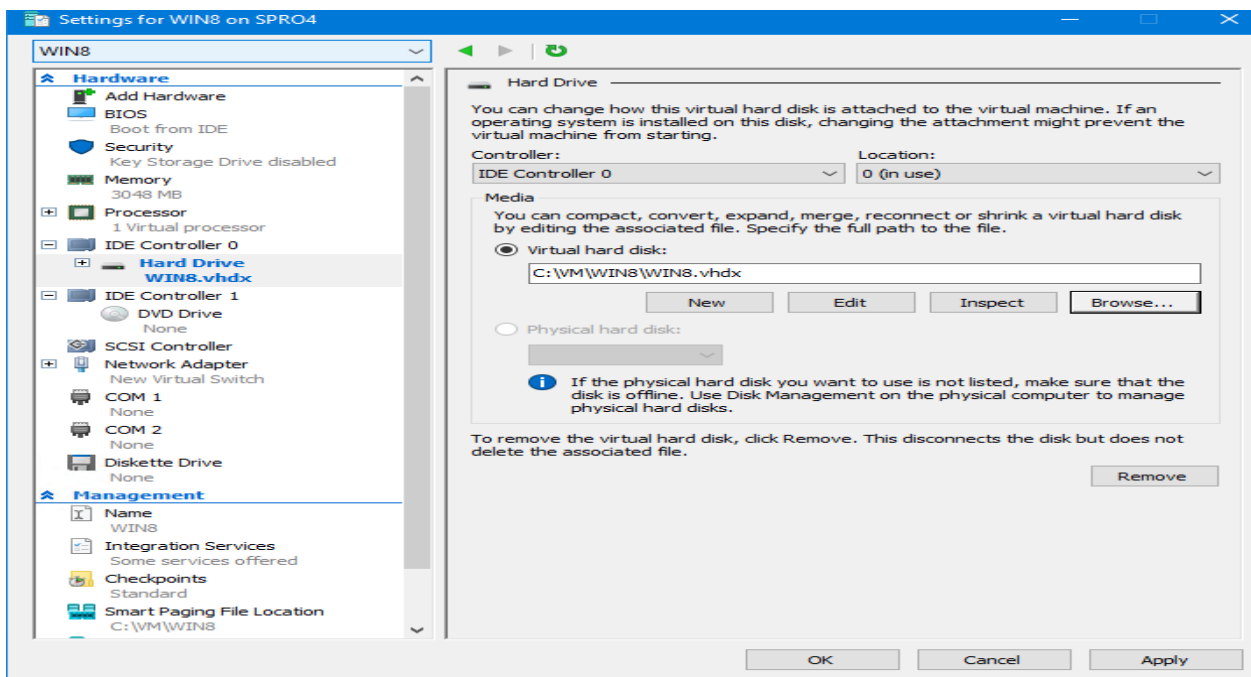 Settings for WIN8 on SPRO4
WIN8
Hardware
Add Hardware
BIOS
Boot from IDE
Security
Key Storage Drive disabled
Memory
3048 MB
Processor
1 Virtual processor
IDE Controller 0
Hard Drive
WIN8.vhdx
IDE Controller 1
DVD Drive
None
SCSI Controller
Network Adapter
New Virtual Switch
COM 1
None
COM 2
None
Diskette Drive
None
Management
Name
WIN8
Integration Services
Some services offered
Checkpoints
Standard
Smart Paging File Location
C:\VM\WIN8
Hard Drive
You can change how this virtual hard disk is attached to the virtual machine. If an
operating system is installed on this disk, changing the attachment might prevent the
virtual machine from starting.
Controller:
Location:
IDE Controller 0
0 (in use)
Media
You can compact, convert, expand, merge, reconnect or shrink a virtual hard disk
by editing the associated file. Specify the full path to the file.
Virtual hard disk:
C:\VM\WIN8\WIN8.vhdx
New
Edit
Inspect
Browse...
Physical hard disk:
If the physical hard disk you want to use is not listed, make sure that the
disk is offline. Use Disk Management on the physical computer to manage
physical hard disks.
To remove the virtual hard disk, click Remove. This disconnects the disk but does not
delete the associated file.
Remove
OK
Cancel
Apply